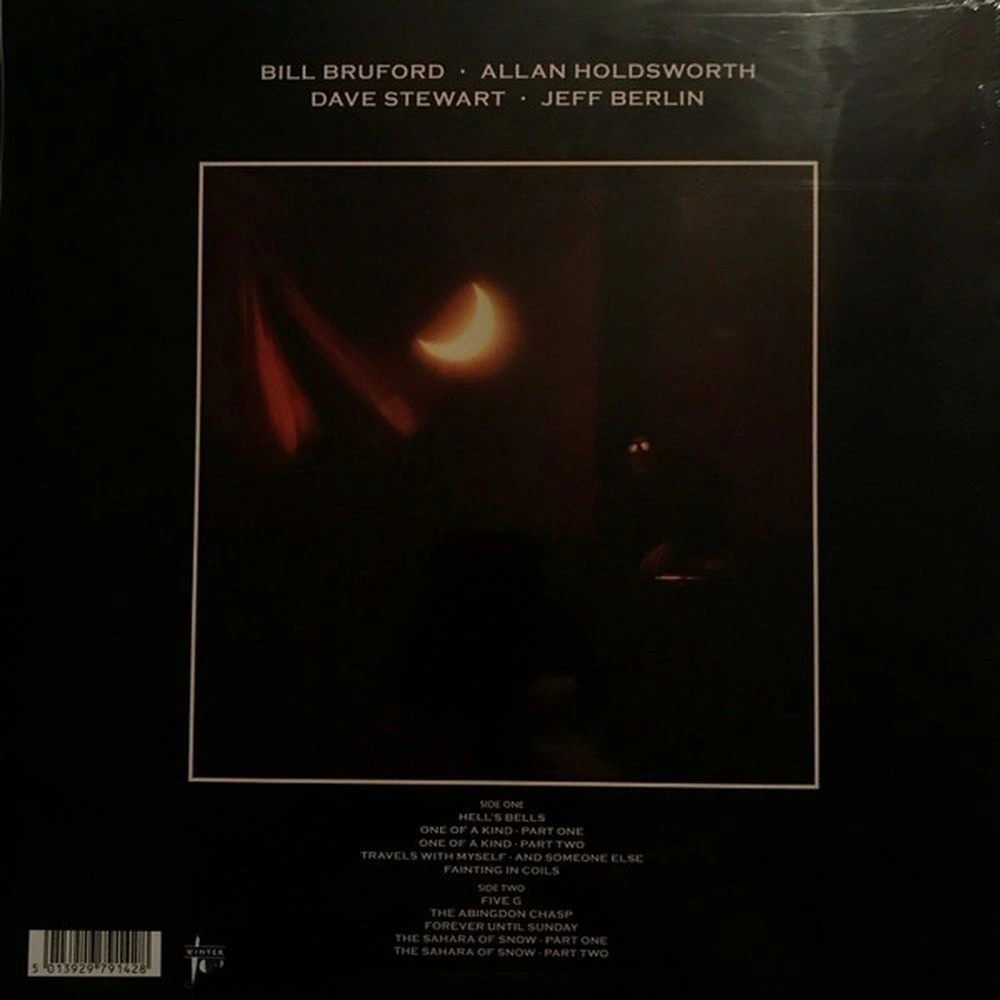 BILL BRUFORD · ALLAN HOLDSWORTH
DAVE STEWART · JEFF BERLIN
SIDE ONE
HELL'S BELLS
ONE OF A KIND - PART ONE
ONE OF A KIND - PART TWO
TRAVELS WITH MYSELF - AND SOMEONE ELSE
FAINTING IN COILS
SIDE TWO
FIVE G
THE ABINGDON CHASP
FOREVER UNTIL SUNDAY
THE SAHARA OF SNOW - PART ONE
THE SAHARA OF SNOW - PART TWO
5 013929 791428
WINTER